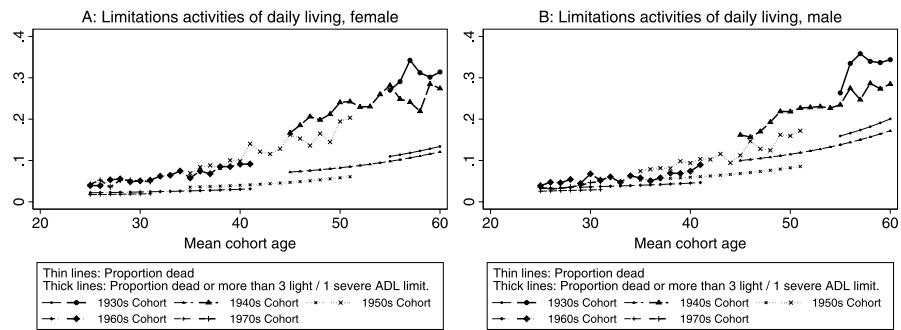 A: Limitations activities of daily living, female
.4
.3
.2
.1
0
20 30 40 50 60
Mean cohort age
Thin lines: Proportion dead
Thick lines: Proportion dead or more than 3 light / 1 severe ADL limit.
1930s Cohort 1940s Cohort 1950s Cohort
1960s Cohort 1970s Cohort
B: Limitations activities of daily living, male
.4
.3
.2
.1
0
20 30 40 50 60
Mean cohort age
Thin lines: Proportion dead
Thick lines: Proportion dead or more than 3 light / 1 severe ADL limit.
1930s Cohort 1940s Cohort 1950s Cohort
1960s Cohort 1970s Cohort